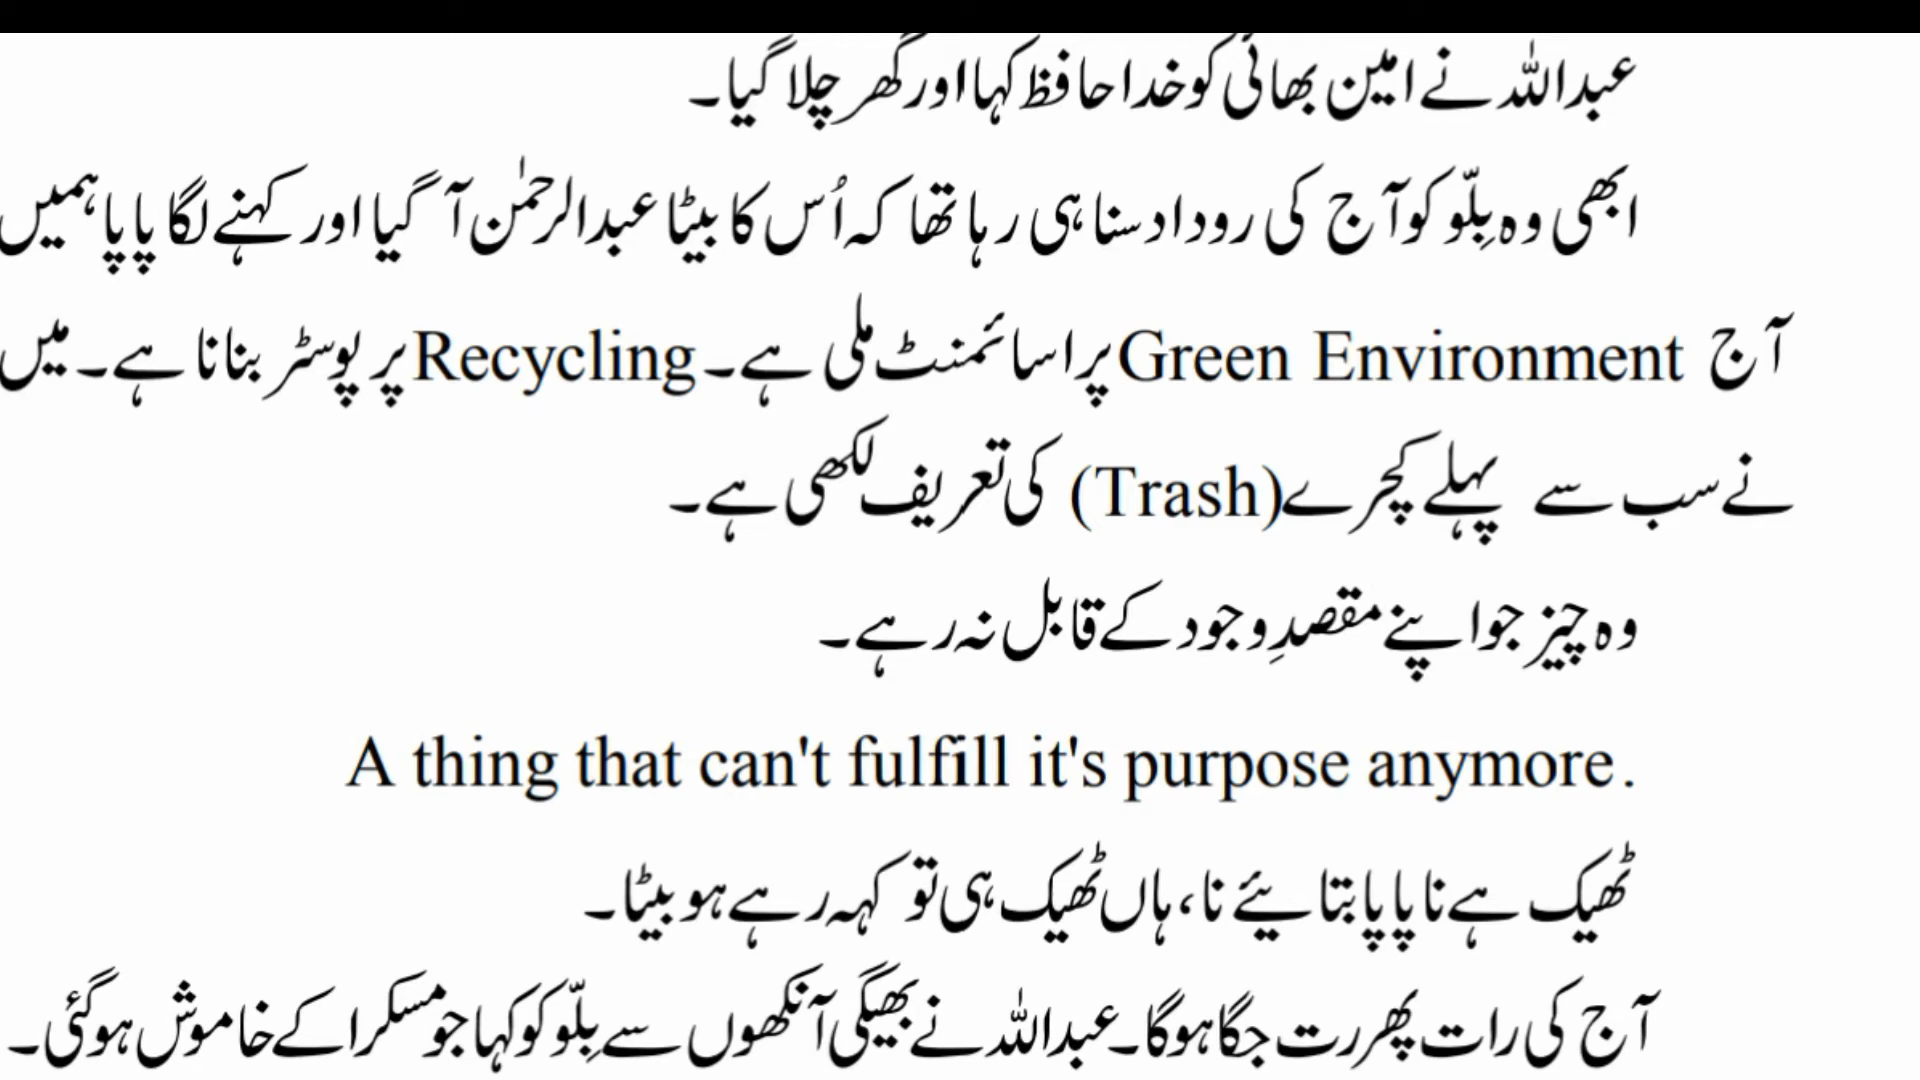 عبداللہ نے امین بھائی کو خدا حافظ کہا اور گھر چلا گیا۔
ابھی وہ بِلّو کو آج کی روداد سنا ہی رہا تھا کہ اُس کا بیٹا عبدالرحمٰن آ گیا اور کہنے لگا پاپا ہمیں
آج Green Environment پر اسائمنٹ ملی ہے۔ Recycling پر پوسٹر بنانا ہے۔ میں
نے سب سے پہلے کچرے (Trash) کی تعریف لکھی ہے۔
وہ چیز جو اپنے مقصدِ وجود کے قابل نہ رہے۔
A thing that can't fulfill it's purpose anymore.
ٹھیک ہے نا پاپا بتایئے نا، ہاں ٹھیک ہی تو کہہ رہے ہو بیٹا۔
آج کی رات پھر رت جگا ہوگا۔ عبداللہ نے بھیگی آنکھوں سے بِلّو کو کہا جو مسکرا کے خاموش ہوگئی۔